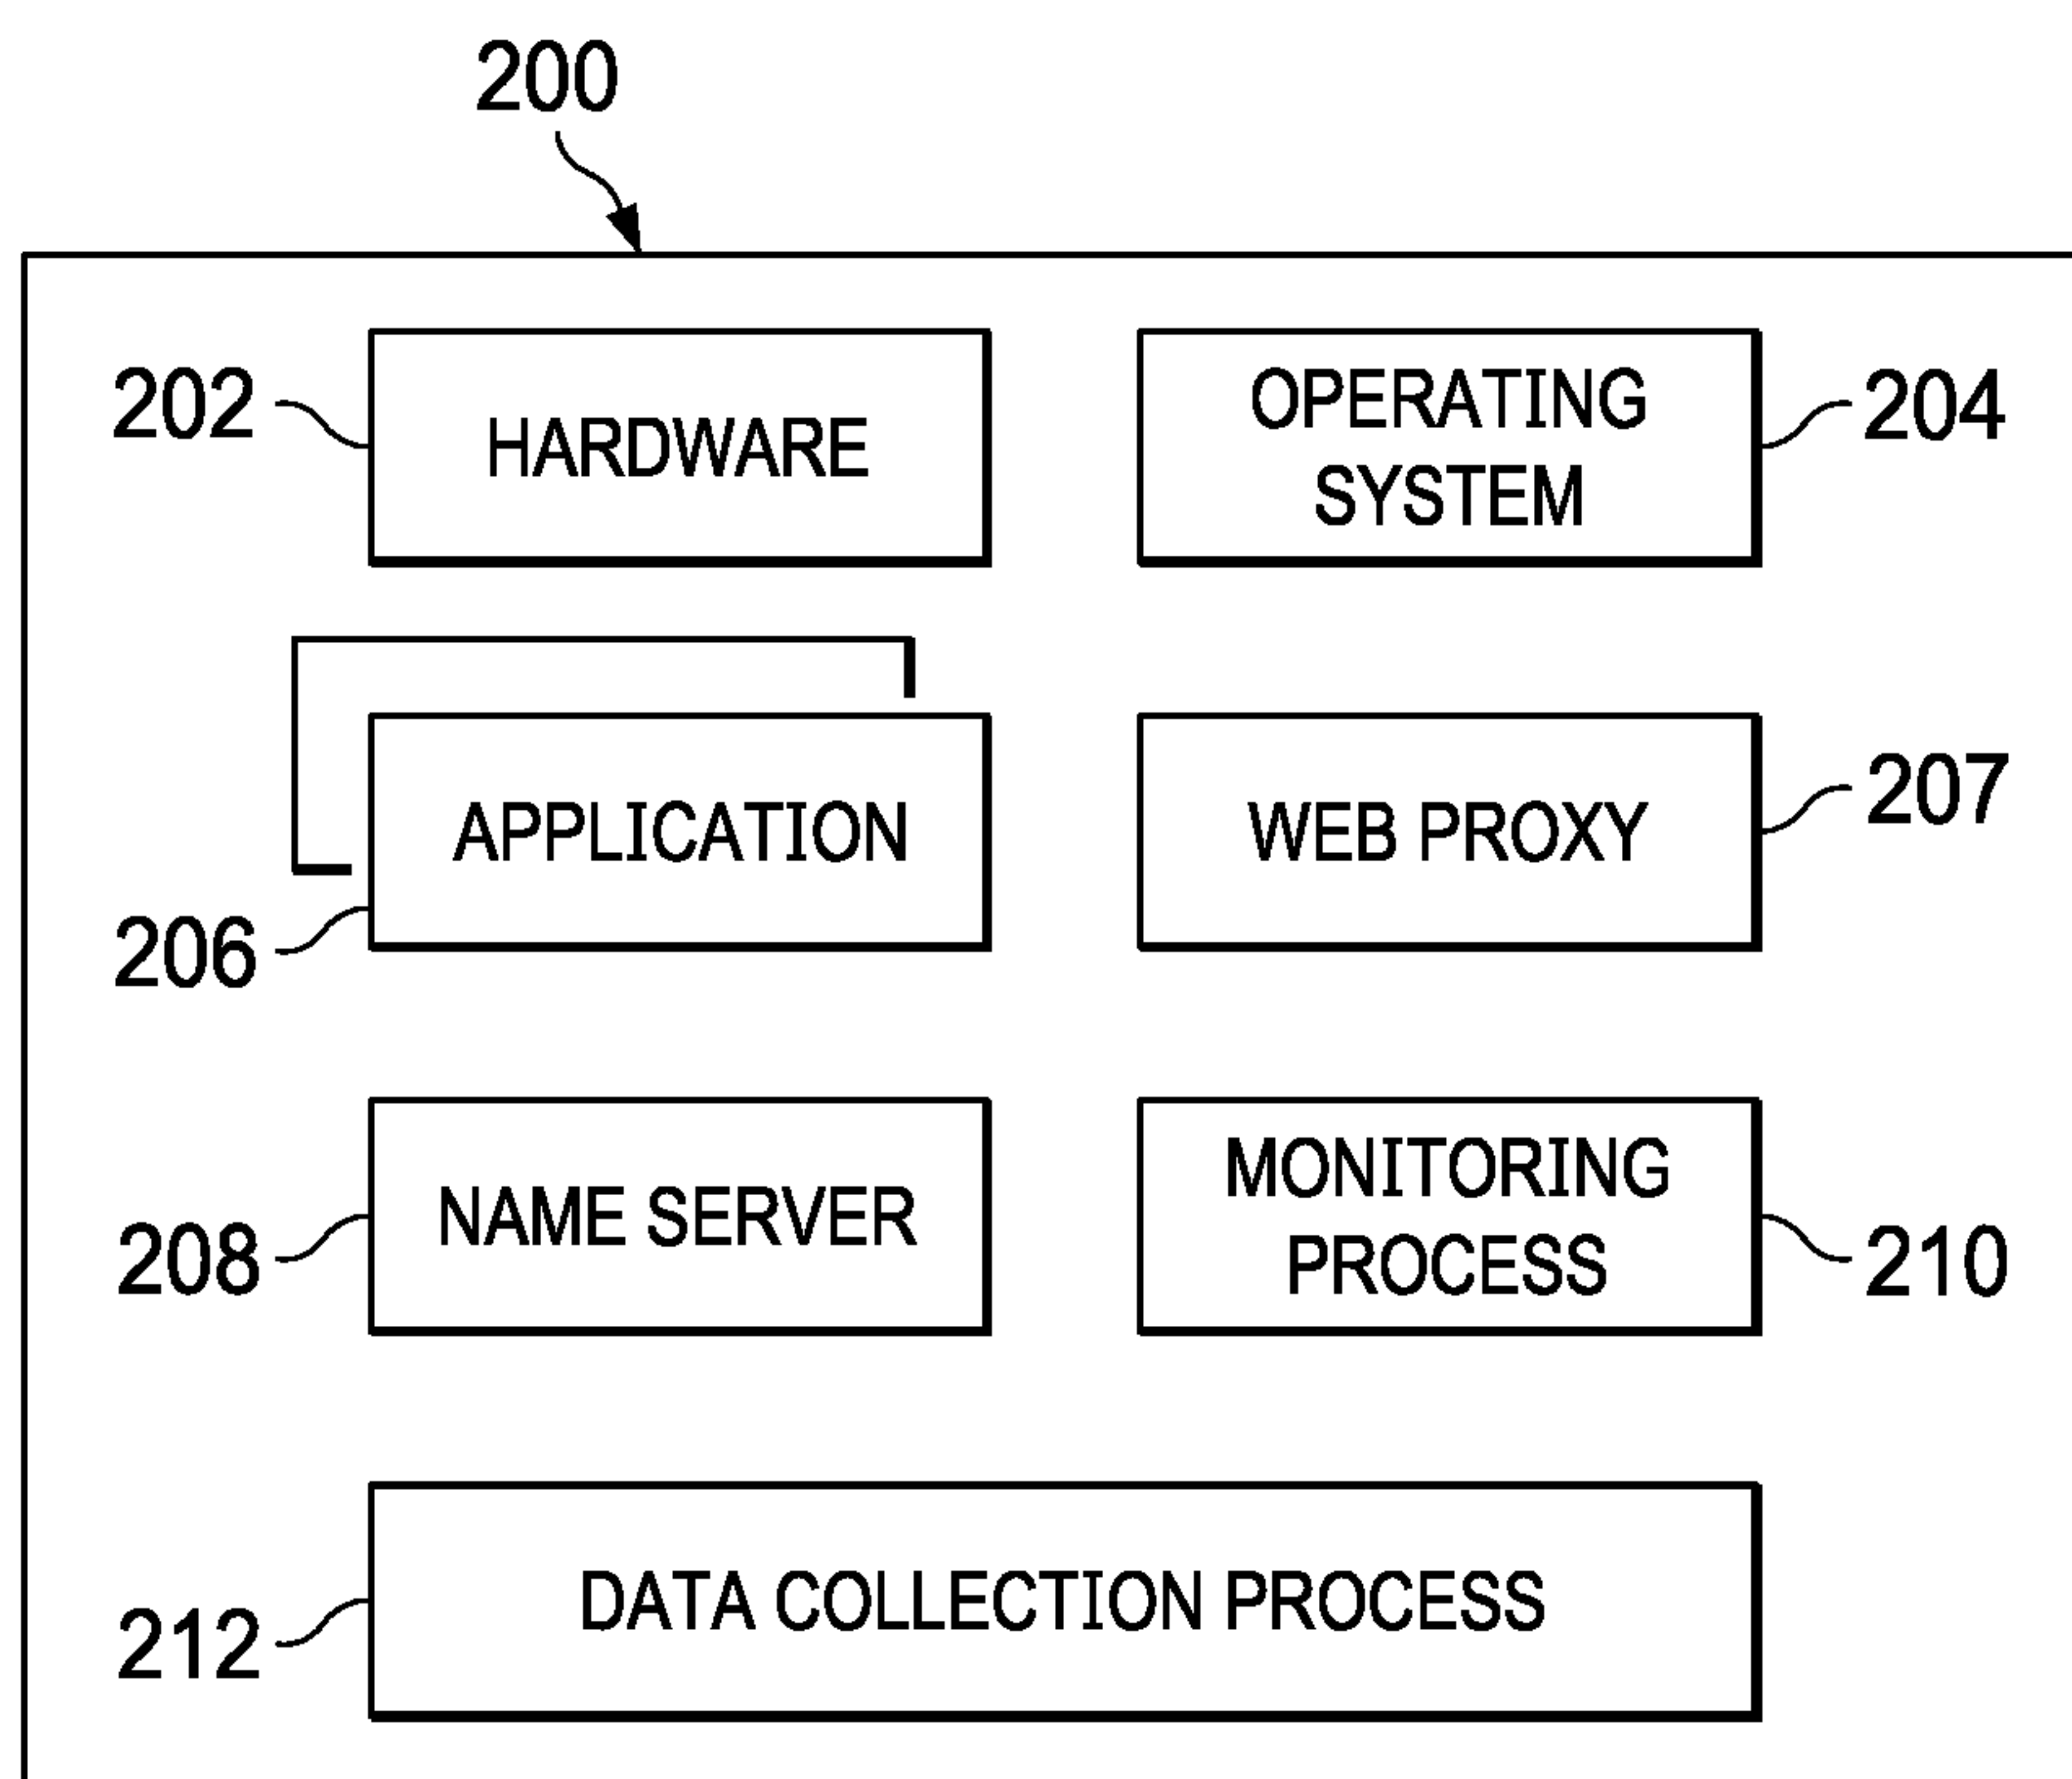 200
202
HARDWARE
OPERATING
SYSTEM
204
APPLICATION
206
WEB PROXY
207
NAME SERVER
208
MONITORING
PROCESS
210
DATA COLLECTION PROCESS
212